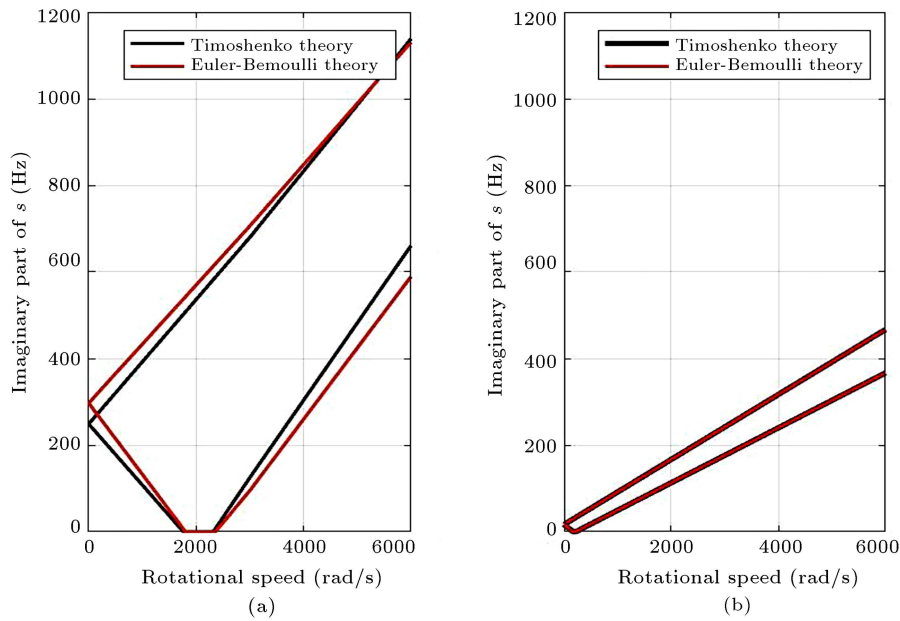 1200
1000
800
600
400
200
0
Imaginary part of s (Hz)
Timoshenko theory
Euler-Bemoulli theory
0 2000 4000 6000
Rotational speed (rad/s)
(a)
1200
1000
800
600
400
200
0
Imaginary part of s (Hz)
Timoshenko theory
Euler-Bemoulli theory
0 2000 4000 6000
Rotational speed (rad/s)
(b)